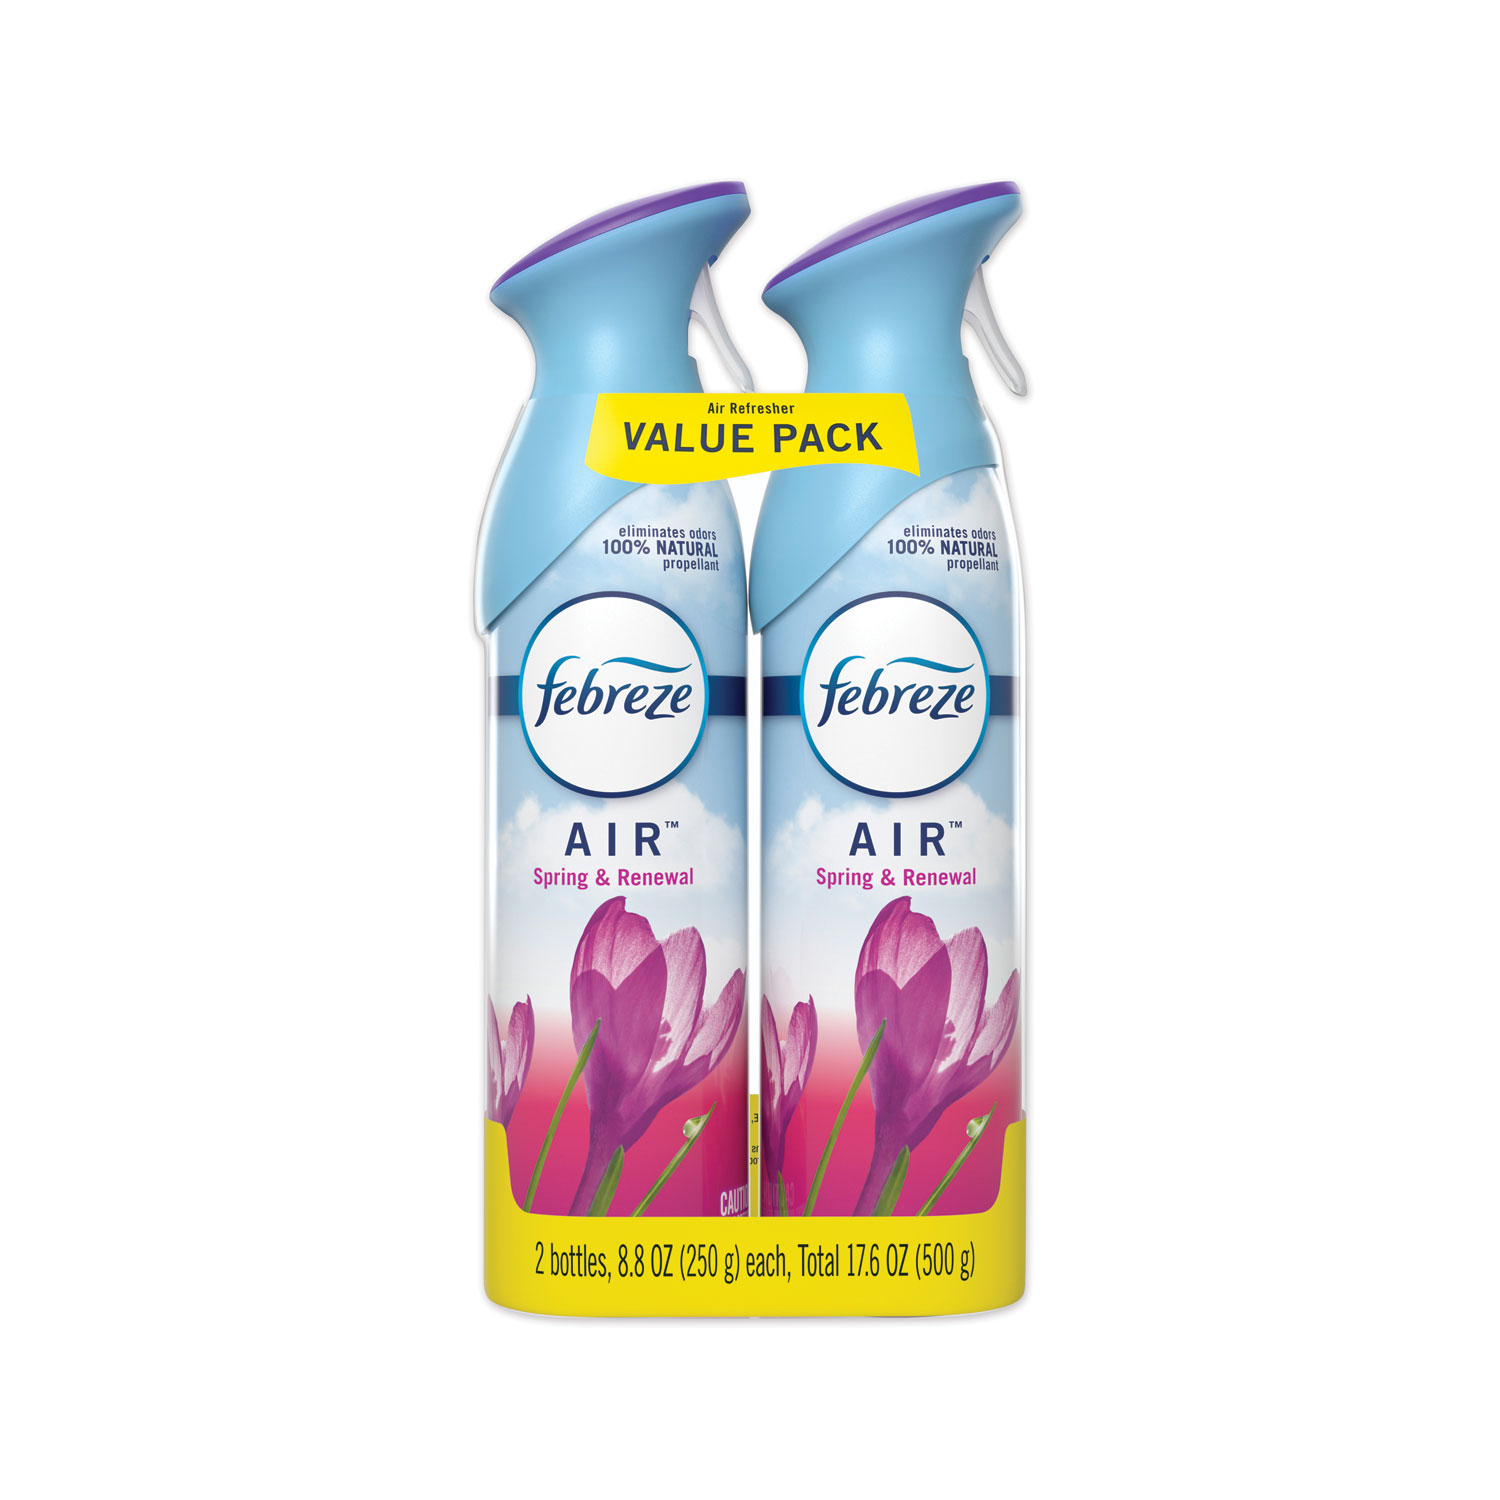 Air Refresher
VALUE PACK
eliminates odors
100% NATURAL
propellant
febreze
AIR™
Spring & Renewal
eliminates odors
100% NATURAL
propellant
febreze
AIR™
Spring & Renewal
2 bottles, 8.8 OZ (250 g) each, Total 17.6 OZ (500 g)